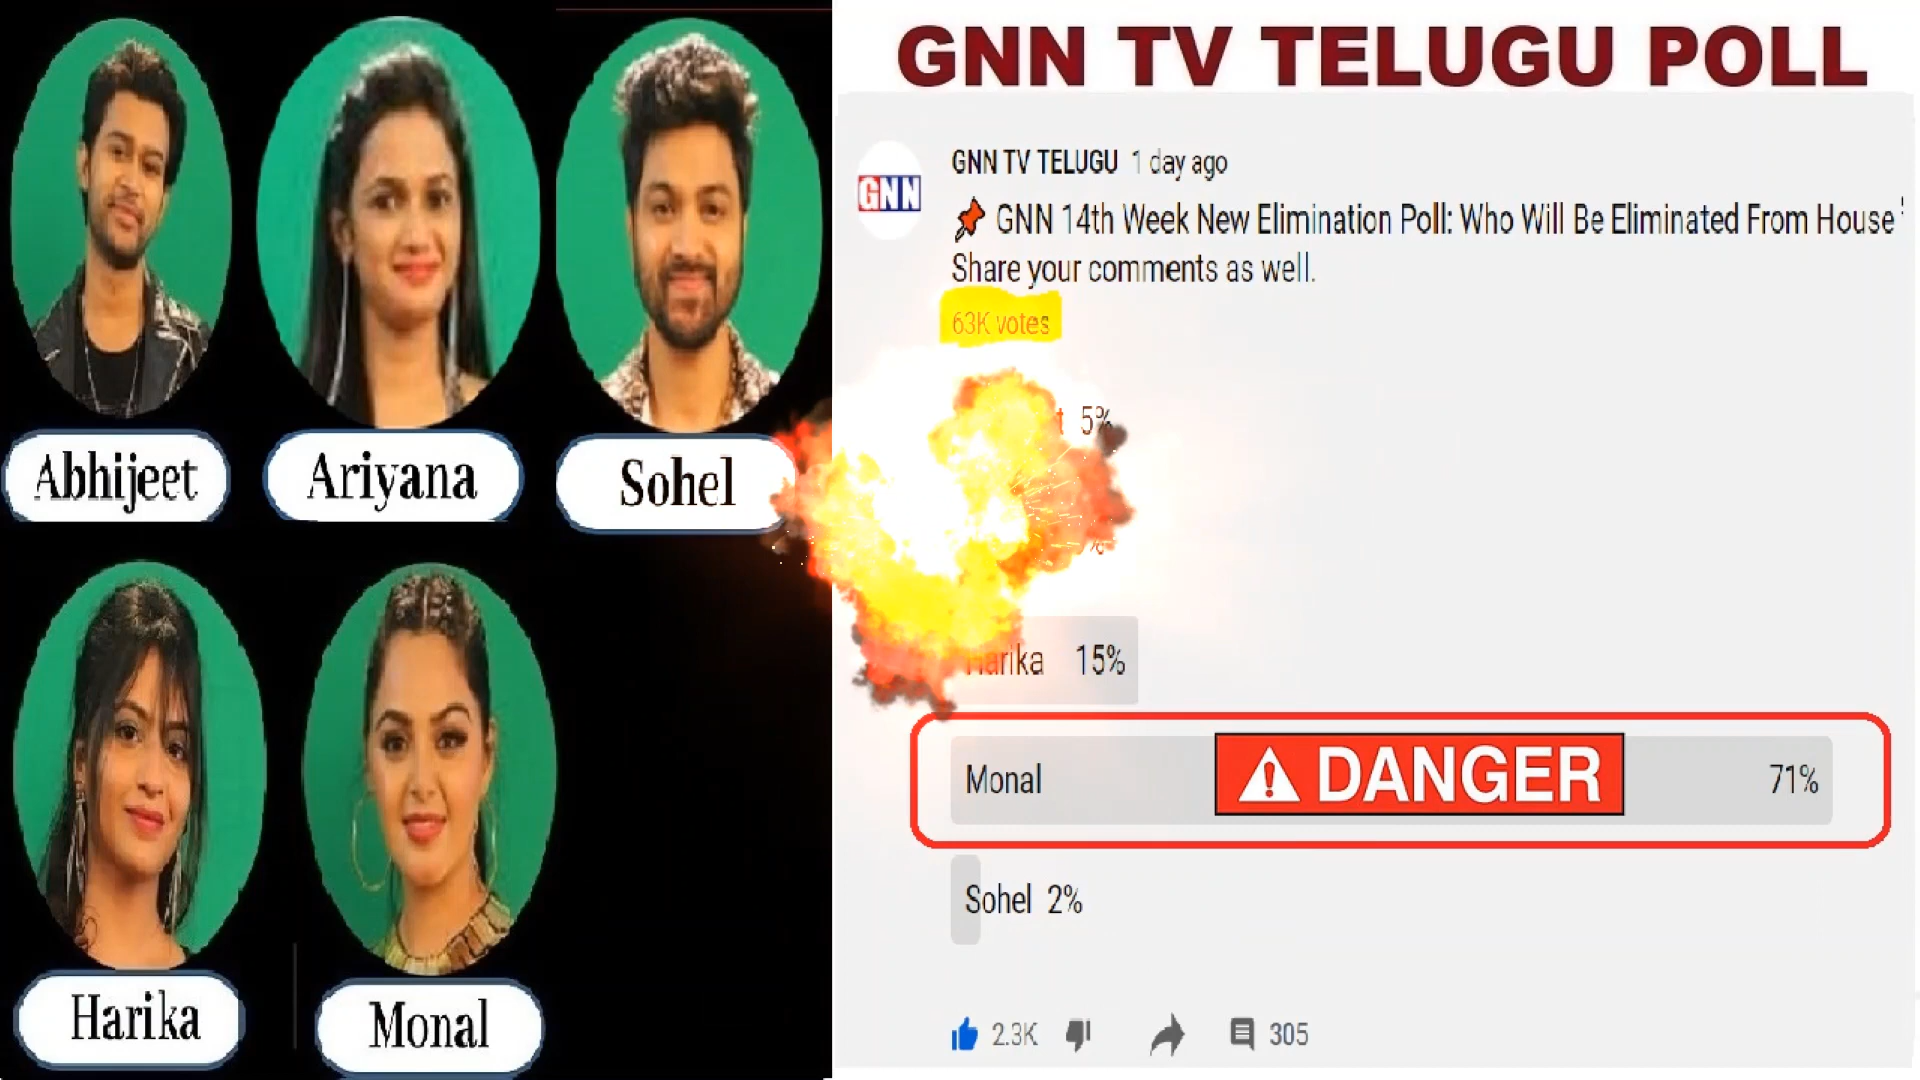 Abhijeet
Ariyana
Sohel
Harika
Monal
GNN TV TELUGU POLL
GNN
GNN TV TELUGU 1 day ago
GNN 14th Week New Elimination Poll: Who Will Be Eliminated From House
Share your comments as well.
63K votes
5%
Harika 15%
Monal
DANGER
71%
Sohel 2%
2.3K
305